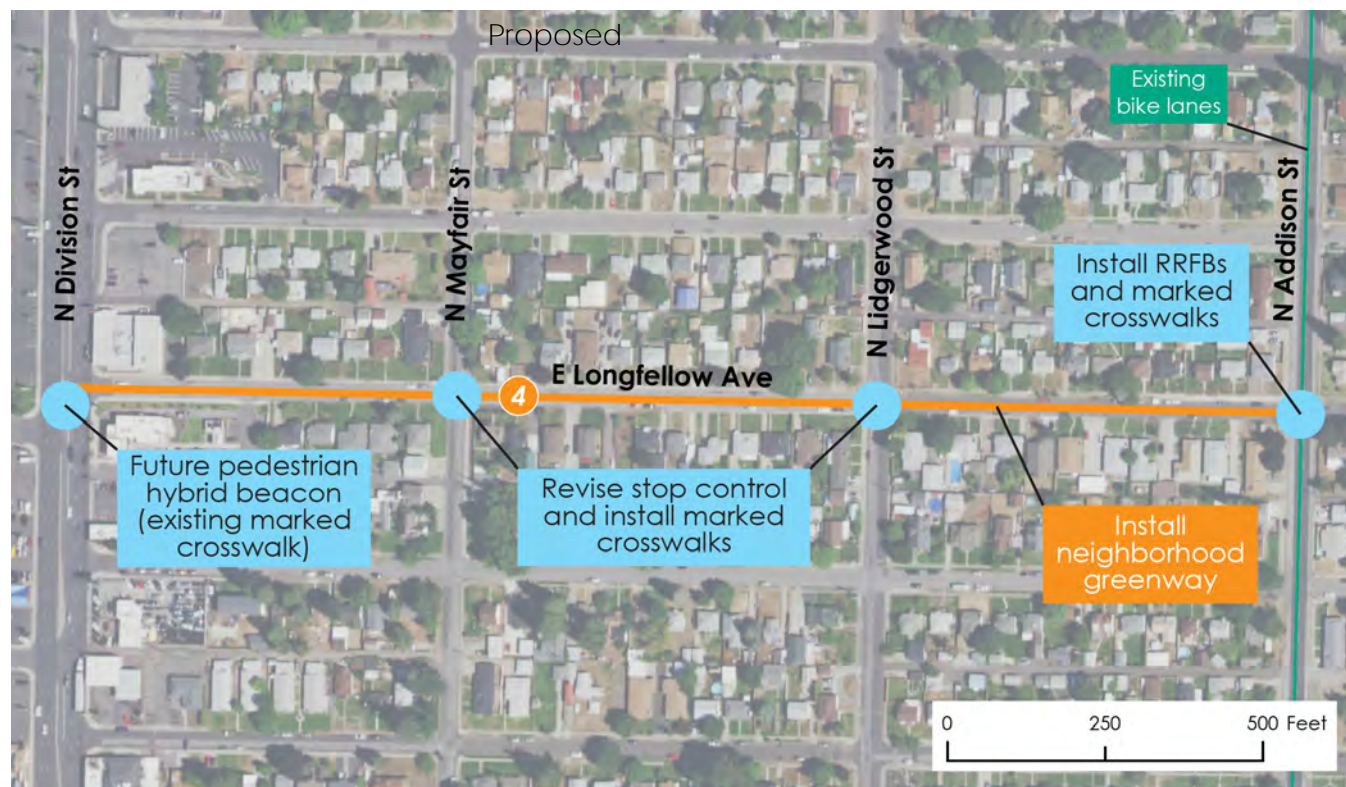 Proposed
Existing
bike lanes
N Division St
N Mayfair St
N Lidgerwood St
N Addison St
Install RRFBs
and marked
crosswalks
E Longfellow Ave
4
Future pedestrian
hybrid beacon
(existing marked
crosswalk)
Revise stop control
and install marked
crosswalks
Install
neighborhood
greenway
0 250 500 Feet